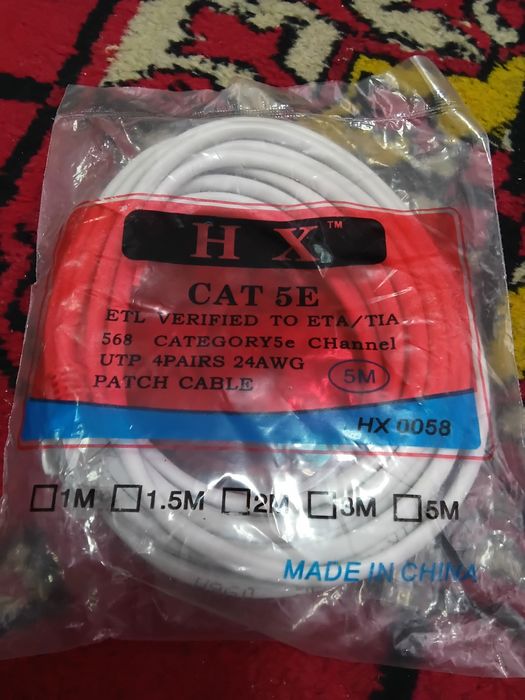 H X™
CAT 5E
ETL VERIFIED TO ETA/TIA
568 CATEGORY5e CHannel
UTP 4PAIRS 24AWG
PATCH CABLE
5M
HX 0058
1M 1.5M 2M 3M 5M
MADE IN CHINA